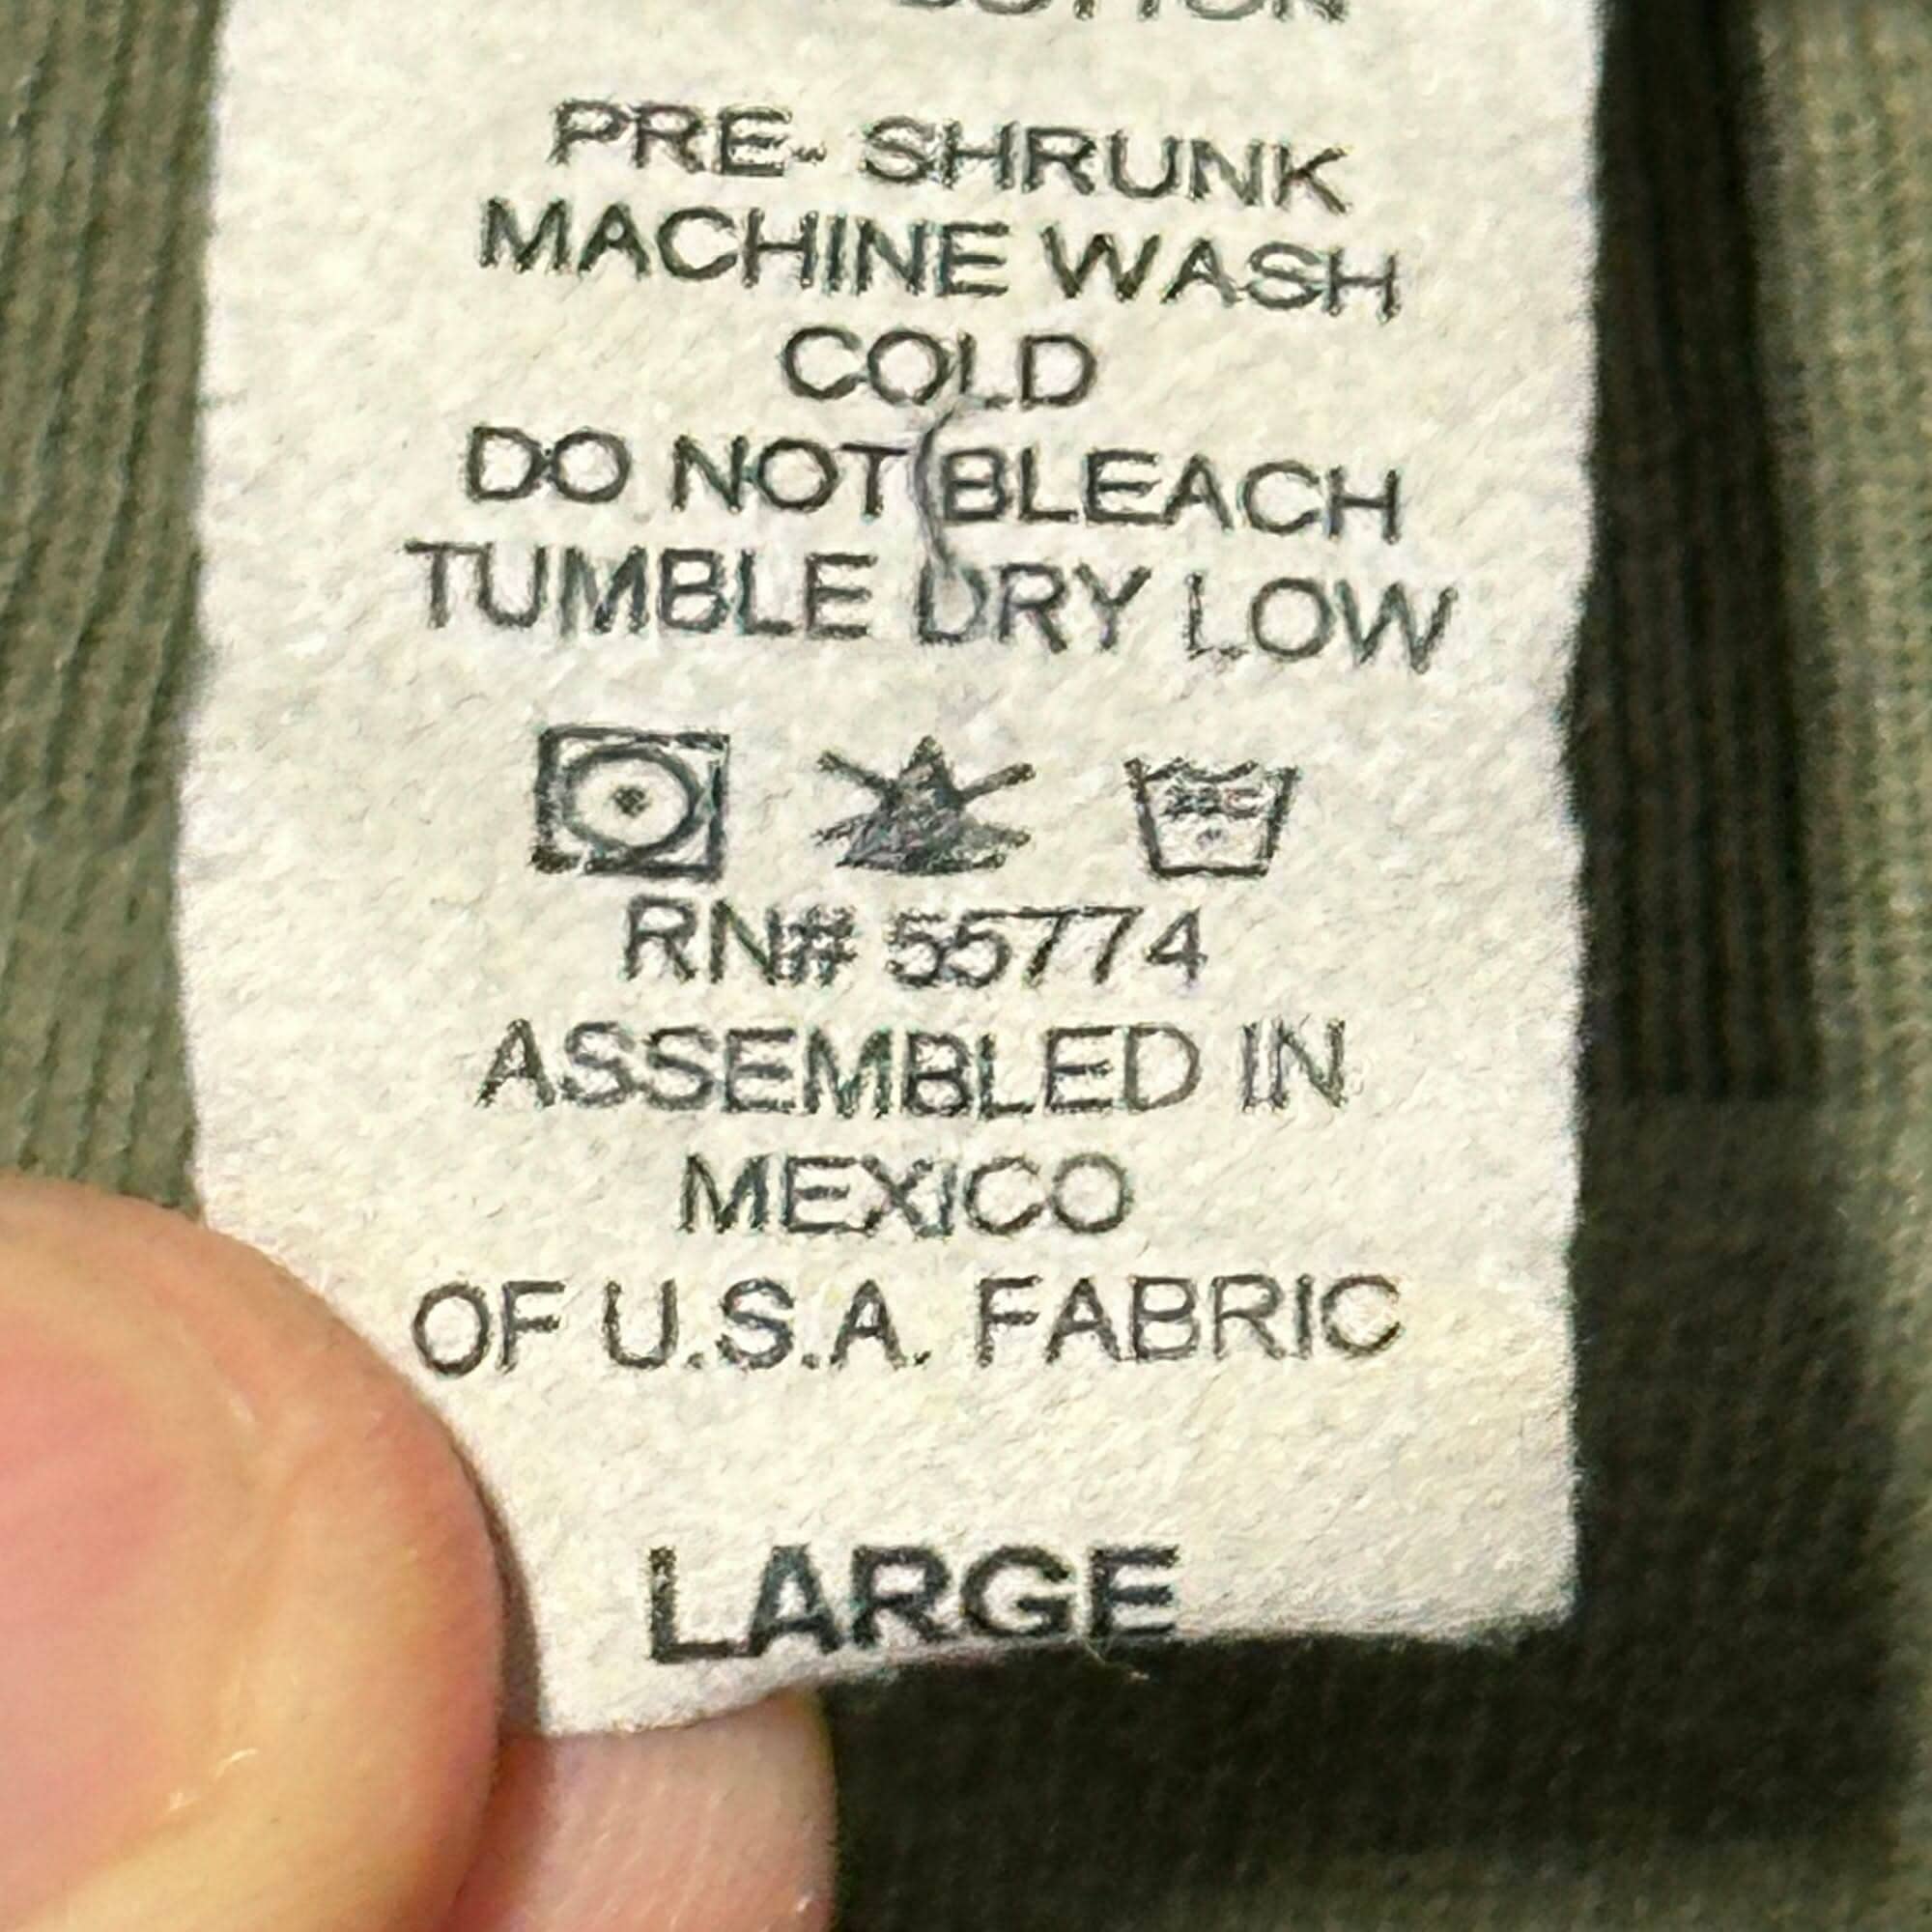 COTTON
PRE- SHRUNK
MACHINE WASH
COLD
DO NOT BLEACH
TUMBLE DRY LOW
RN# 55774
ASSEMBLED IN
MEXICO
OF U.S.A. FABRIC
LARGE